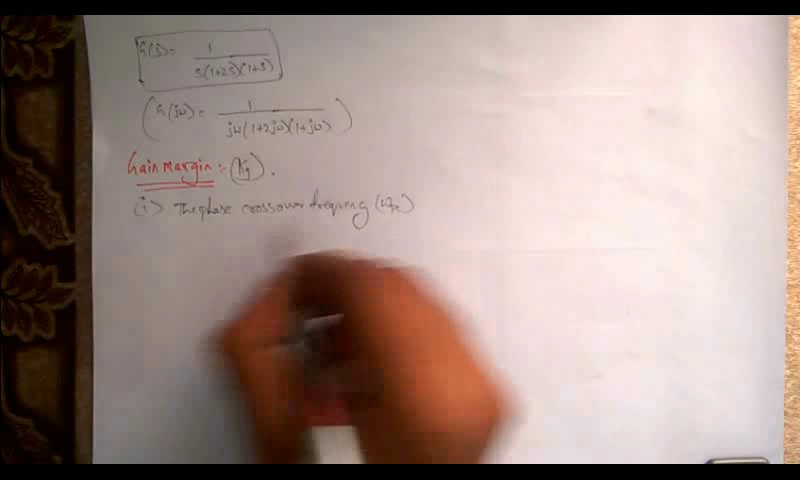 G(s) = 1 / s(1+2s)(1+s)
(G(jω) = 1 / jω(1+2jω)(1+jω))
Gain Margin :- (Kg).
(i) The phase crossover frequency (ωpc)